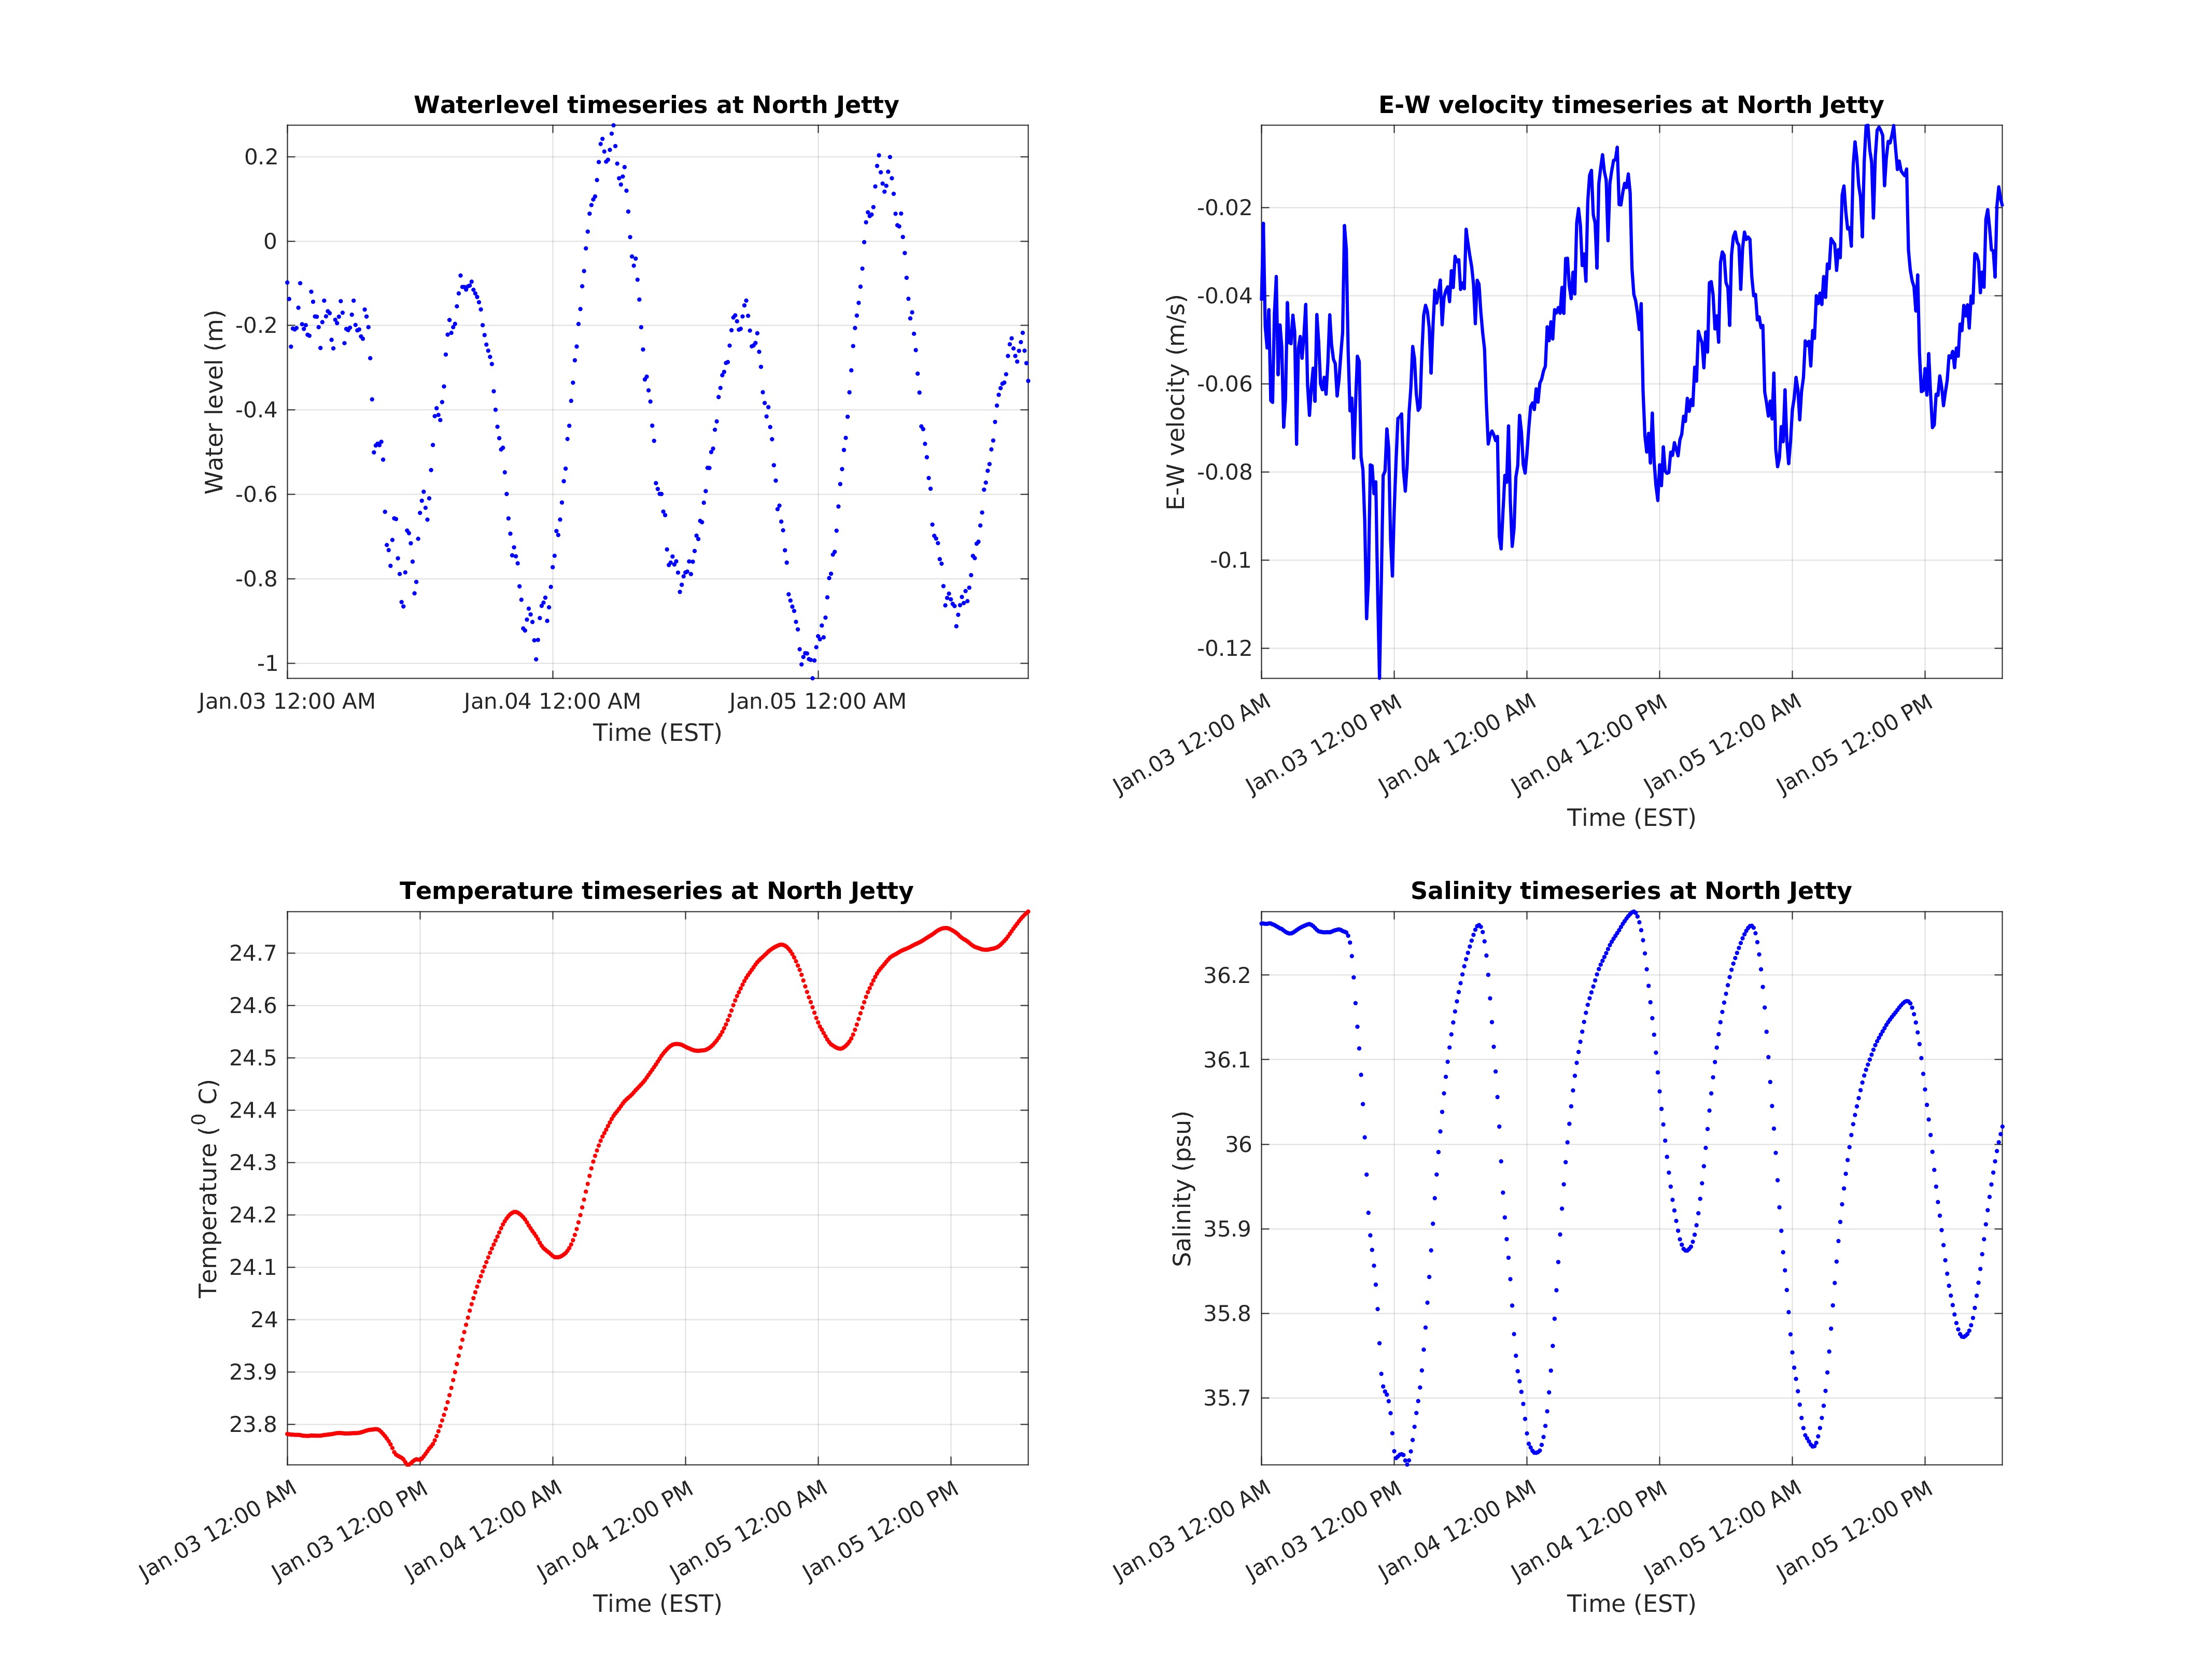 Waterlevel timeseries at North Jetty
0.2
0
-0.2
-0.4
-0.6
-0.8
-1
Water level (m)
Jan.03 12:00 AM
Jan.04 12:00 AM
Jan.05 12:00 AM
Time (EST)
E-W velocity timeseries at North Jetty
-0.02
-0.04
-0.06
-0.08
-0.1
-0.12
E-W velocity (m/s)
Jan.03 12:00 AM
Jan.03 12:00 PM
Jan.04 12:00 AM
Jan.04 12:00 PM
Jan.05 12:00 AM
Jan.05 12:00 PM
Time (EST)
Temperature timeseries at North Jetty
24.7
24.6
24.5
24.4
24.3
24.2
24.1
24
23.9
23.8
Temperature (⁰ C)
Jan.03 12:00 AM
Jan.03 12:00 PM
Jan.04 12:00 AM
Jan.04 12:00 PM
Jan.05 12:00 AM
Jan.05 12:00 PM
Time (EST)
Salinity timeseries at North Jetty
36.2
36.1
36
35.9
35.8
35.7
Salinity (psu)
Jan.03 12:00 AM
Jan.03 12:00 PM
Jan.04 12:00 AM
Jan.04 12:00 PM
Jan.05 12:00 AM
Jan.05 12:00 PM
Time (EST)